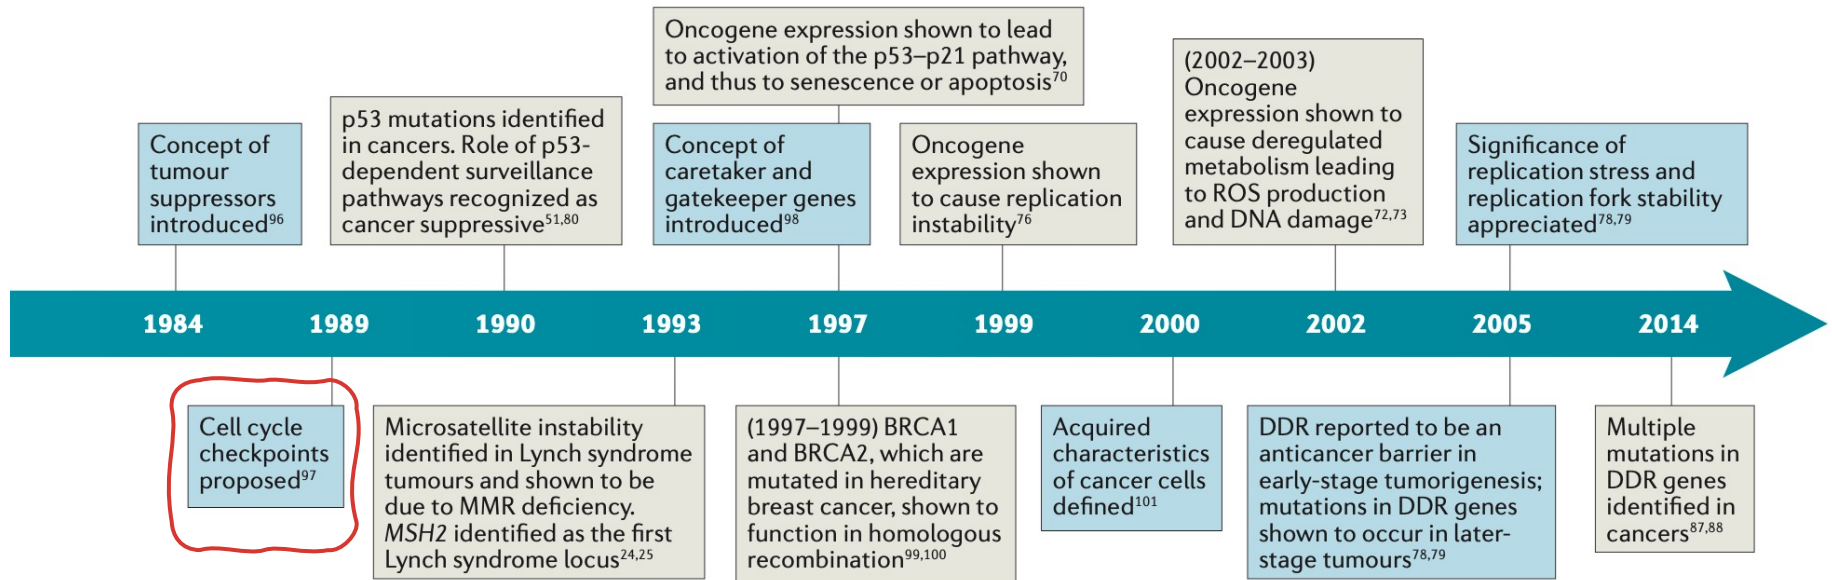 Oncogene expression shown to lead
to activation of the p53–p21 pathway,
and thus to senescence or apoptosis70
Concept of
tumour
suppressors
introduced96
p53 mutations identified
in cancers. Role of p53-
dependent surveillance
pathways recognized as
cancer suppressive51,80
Concept of
caretaker and
gatekeeper genes
introduced98
Oncogene
expression shown
to cause replication
instability76
(2002–2003)
Oncogene
expression shown to
cause deregulated
metabolism leading
to ROS production
and DNA damage72,73
Significance of
replication stress and
replication fork stability
appreciated78,79
1984 1989 1990 1993 1997 1999 2000 2002 2005 2014
Cell cycle
checkpoints
proposed97
Microsatellite instability
identified in Lynch syndrome
tumours and shown to be
due to MMR deficiency.
MSH2 identified as the first
Lynch syndrome locus24,25
(1997–1999) BRCA1
and BRCA2, which are
mutated in hereditary
breast cancer, shown to
function in homologous
recombination99,100
Acquired
characteristics
of cancer cells
defined101
DDR reported to be an
anticancer barrier in
early-stage tumorigenesis;
mutations in DDR genes
shown to occur in later-
stage tumours78,79
Multiple
mutations in
DDR genes
identified in
cancers87,88